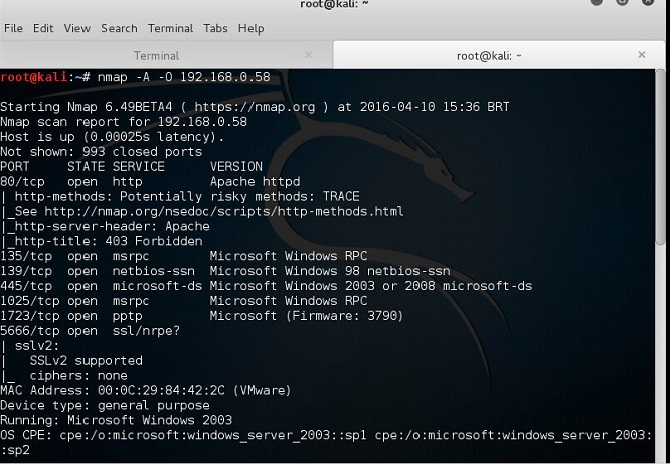 root@kali: ~
File Edit View Search Terminal Tabs Help
Terminal × root@kali: ~ ×
root@kali:~# nmap -A -O 192.168.0.58
Starting Nmap 6.49BETA4 ( https://nmap.org ) at 2016-04-10 15:36 BRT
Nmap scan report for 192.168.0.58
Host is up (0.00025s latency).
Not shown: 993 closed ports
PORT     STATE SERVICE      VERSION
80/tcp   open  http         Apache httpd
| http-methods: Potentially risky methods: TRACE
|_See http://nmap.org/nsedoc/scripts/http-methods.html
|_http-server-header: Apache
|_http-title: 403 Forbidden
135/tcp  open  msrpc        Microsoft Windows RPC
139/tcp  open  netbios-ssn  Microsoft Windows 98 netbios-ssn
445/tcp  open  microsoft-ds Microsoft Windows 2003 or 2008 microsoft-ds
1025/tcp open  msrpc        Microsoft Windows RPC
1723/tcp open  pptp         Microsoft (Firmware: 3790)
5666/tcp open  ssl/nrpe?
| sslv2:
|   SSLv2 supported
|_  ciphers: none
MAC Address: 00:0C:29:84:42:2C (VMware)
Device type: general purpose
Running: Microsoft Windows 2003
OS CPE: cpe:/o:microsoft:windows_server_2003::sp1 cpe:/o:microsoft:windows_server_2003:
:sp2